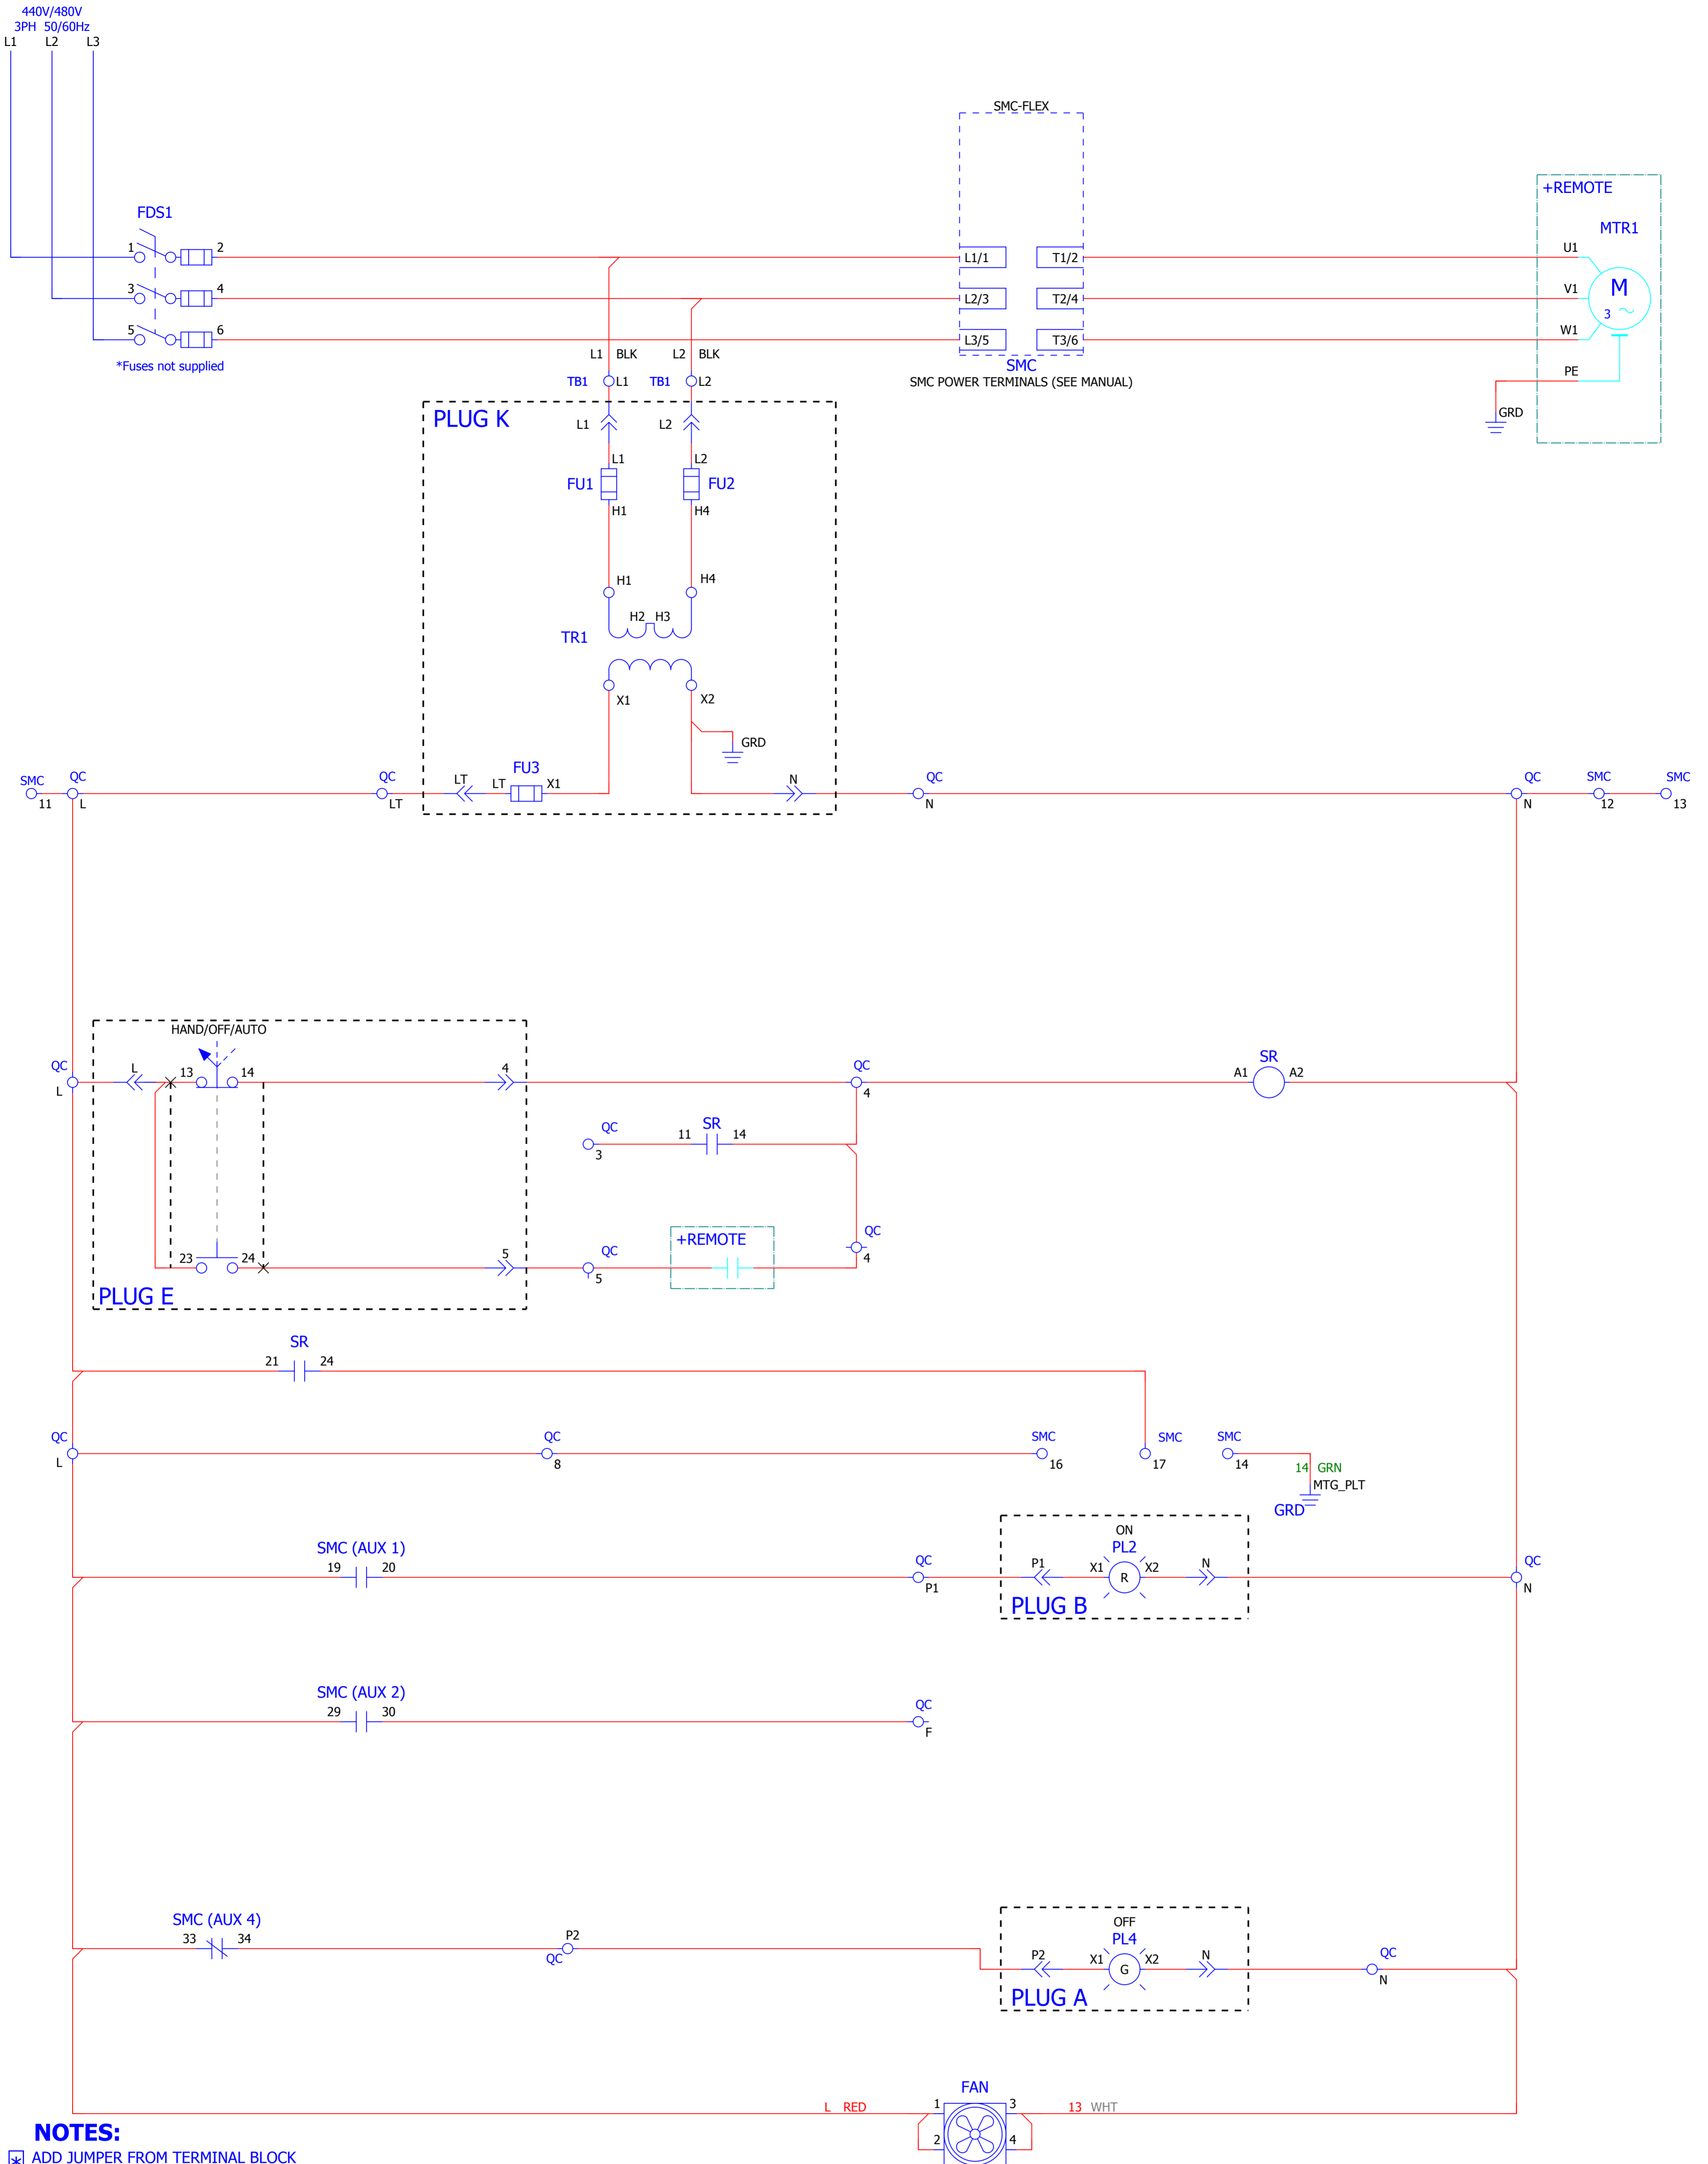 440V/480V
3PH 50/60Hz
L1 L2 L3
SMC-FLEX
+REMOTE
FDS1
MTR1
1 2 L1/1 T1/2 U1
3 4 L2/3 T2/4 V1 M
3
5 6 L3/5 T3/6 W1
*Fuses not supplied
L1 BLK L2 BLK
SMC
SMC POWER TERMINALS (SEE MANUAL)
PE
TB1 L1 TB1 L2
GRD
PLUG K
L1 L2
L1 L2
FU1 FU2
H1 H4
H1 H4
H2 H3
TR1
X1 X2
GRD
FU3
SMC QC QC LT LT X1 N QC QC SMC SMC
11 L LT N N 12 13
HAND/OFF/AUTO
QC L 13 14 4 QC SR
L 4 A1 A2
QC 11 SR 14
3
+REMOTE QC
23 24 5 QC 4
5
PLUG E
SR
21 24
QC QC SMC SMC SMC
L 8 16 17 14
14 GRN
MTG_PLT
GRD
ON
SMC (AUX 1) PL2
19 20 QC P1 X1 R X2 N QC
P1 N
PLUG B
SMC (AUX 2)
29 30 QC
F
OFF
SMC (AUX 4) PL4
33 34 P2 P2 X1 G X2 N QC
QC N
PLUG A
FAN
L RED 1 3 13 WHT
2 4
NOTES:
* ADD JUMPER FROM TERMINAL BLOCK